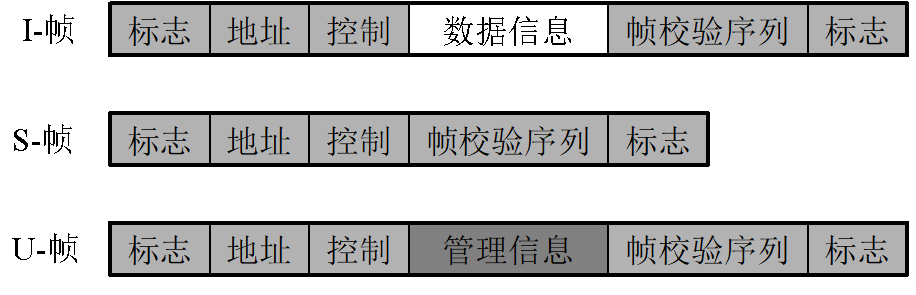 I-帧 标志 地址 控制 数据信息 帧校验序列 标志
S-帧 标志 地址 控制 帧校验序列 标志
U-帧 标志 地址 控制 管理信息 帧校验序列 标志